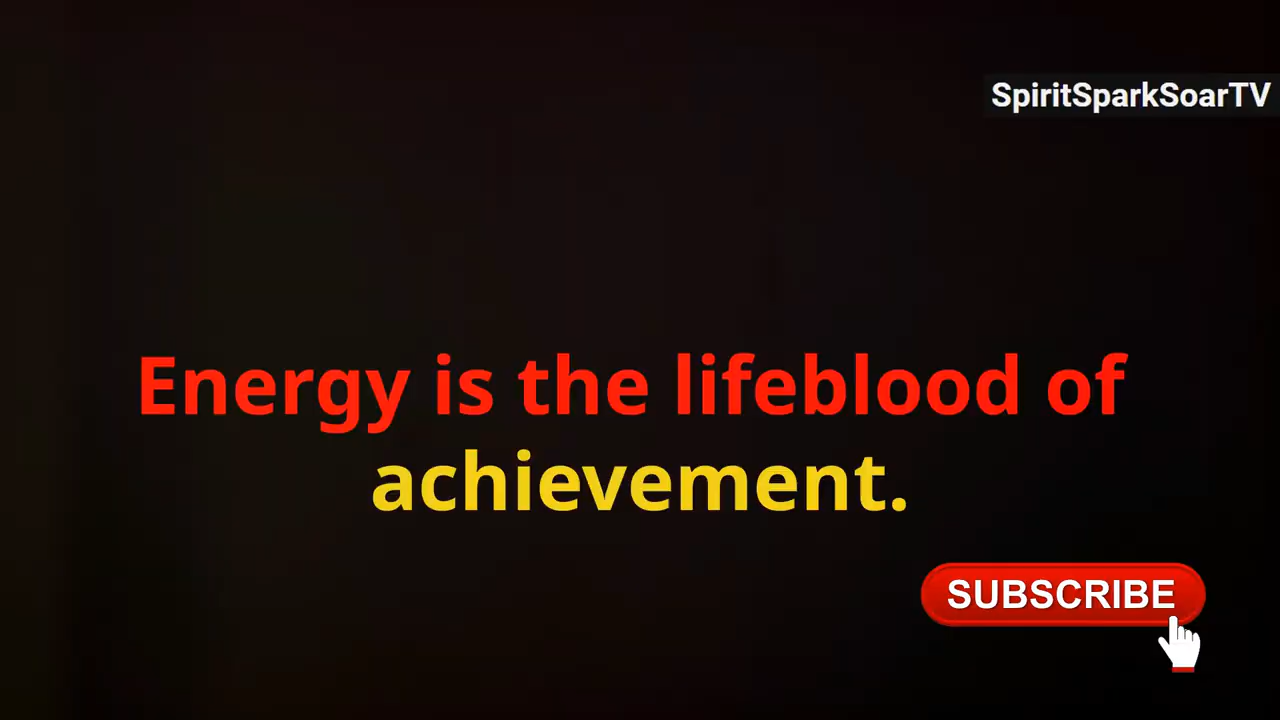 SpiritSparkSoarTV
Energy is the lifeblood of
achievement.
SUBSCRIBE